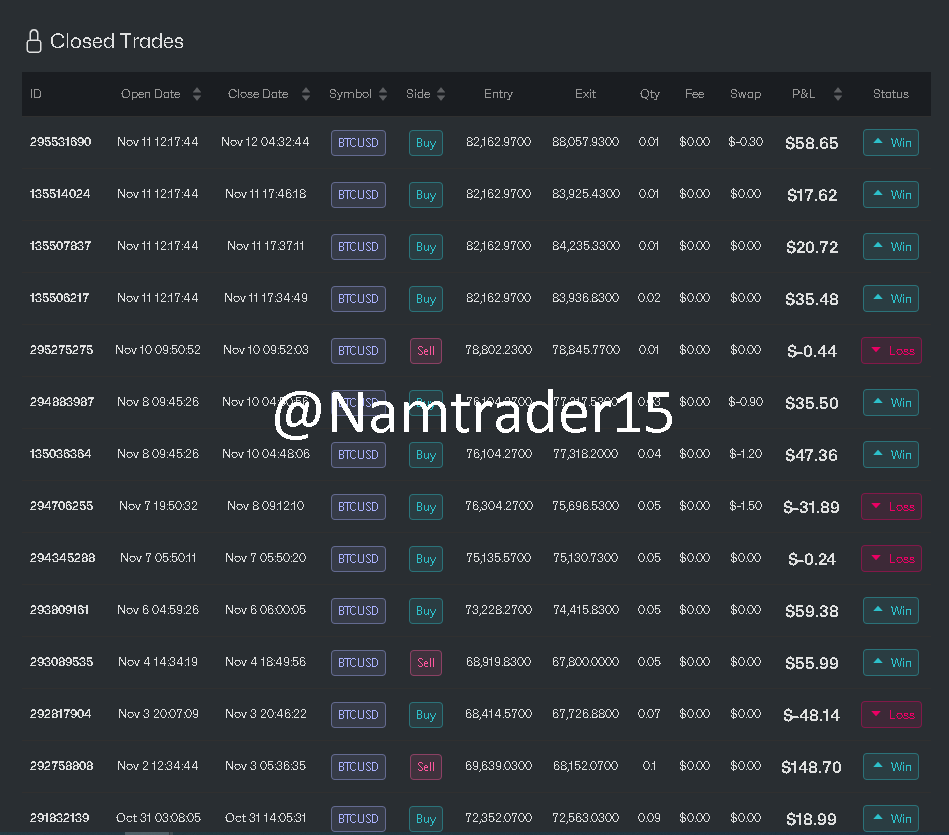 Closed Trades
ID Open Date Close Date Symbol Side Entry Exit Qty Fee Swap P&L Status
295531690 Nov 11 12:17:44 Nov 12 04:32:44 BTCUSD Buy 82,162.9700 88,057.9300 0.01 $0.00 $-0.30 $58.65 Win
135514024 Nov 11 12:17:44 Nov 11 17:46:18 BTCUSD Buy 82,162.9700 83,925.4300 0.01 $0.00 $0.00 $17.62 Win
135507837 Nov 11 12:17:44 Nov 11 17:37:11 BTCUSD Buy 82,162.9700 84,235.3300 0.01 $0.00 $0.00 $20.72 Win
135506217 Nov 11 12:17:44 Nov 11 17:34:49 BTCUSD Buy 82,162.9700 83,936.8300 0.02 $0.00 $0.00 $35.48 Win
295275275 Nov 10 09:50:52 Nov 10 09:52:03 BTCUSD Sell 78,802.2300 78,845.7700 0.01 $0.00 $0.00 $-0.44 Loss
294883987 Nov 8 09:45:26 Nov 10 $0.00 $-0.90 $35.50 Win
@Namtrader15
135036364 Nov 8 09:45:26 Nov 10 04:48:06 BTCUSD Buy 76,104.2700 77,318.2000 0.04 $0.00 $-1.20 $47.36 Win
294706255 Nov 7 19:50:32 Nov 8 09:12:10 BTCUSD Buy 76,304.2700 75,696.5300 0.05 $0.00 $-1.50 $-31.89 Loss
294345288 Nov 7 05:50:11 Nov 7 05:50:20 BTCUSD Buy 75,135.5700 75,130.7300 0.05 $0.00 $0.00 $-0.24 Loss
293809161 Nov 6 04:59:26 Nov 6 06:00:05 BTCUSD Buy 73,228.2700 74,415.8300 0.05 $0.00 $0.00 $59.38 Win
293089535 Nov 4 14:34:19 Nov 4 18:49:56 BTCUSD Sell 68,919.8300 67,800.0000 0.05 $0.00 $0.00 $55.99 Win
292817904 Nov 3 20:07:09 Nov 3 20:46:22 BTCUSD Buy 68,414.5700 67,726.8800 0.07 $0.00 $0.00 $-48.14 Loss
292758808 Nov 2 12:34:44 Nov 3 05:36:35 BTCUSD Sell 69,639.0300 68,152.0700 0.1 $0.00 $0.00 $148.70 Win
291832139 Oct 31 03:08:05 Oct 31 14:05:31 BTCUSD Buy 72,352.0700 72,563.0300 0.09 $0.00 $0.00 $18.99 Win